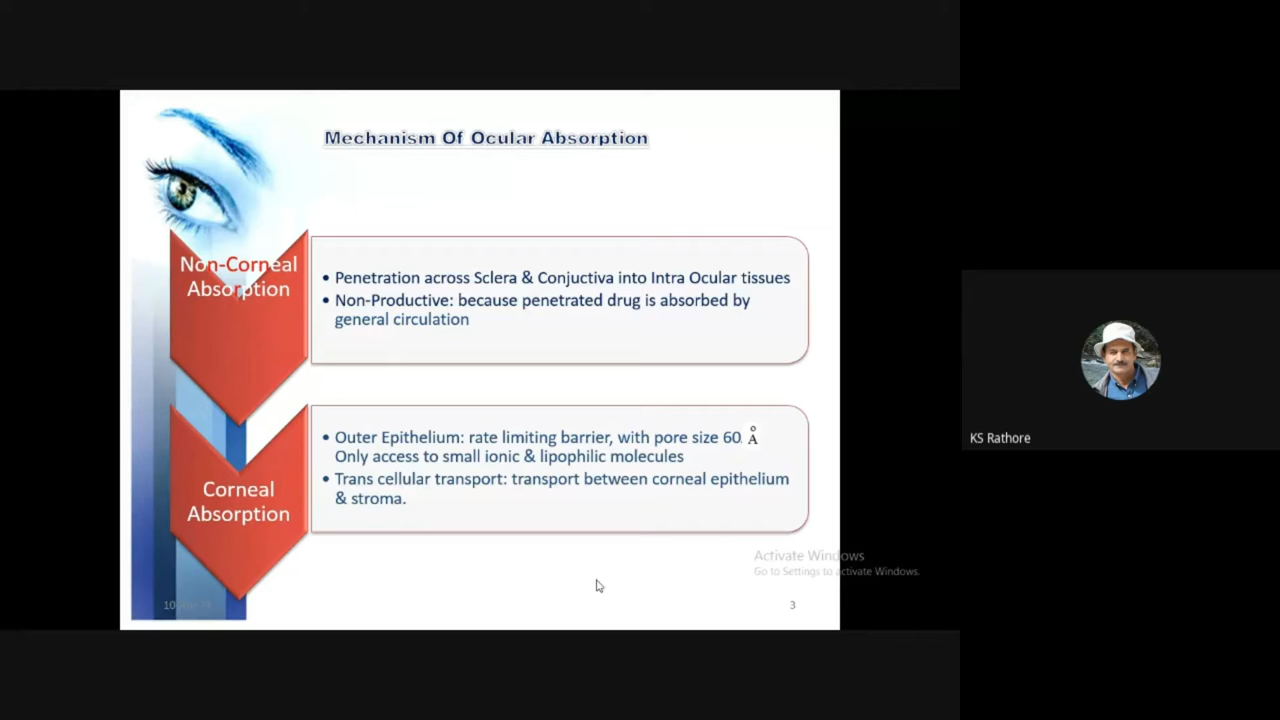 Mechanism Of Ocular Absorption
Non-Corneal
Absorption
• Penetration across Sclera & Conjuctiva into Intra Ocular tissues
• Non-Productive: because penetrated drug is absorbed by
general circulation
Corneal
Absorption
• Outer Epithelium: rate limiting barrier, with pore size 60 Å
Only access to small ionic & lipophilic molecules
• Trans cellular transport: transport between corneal epithelium
& stroma.
KS Rathore
Activate Windows
Go to Settings to activate Windows.
3